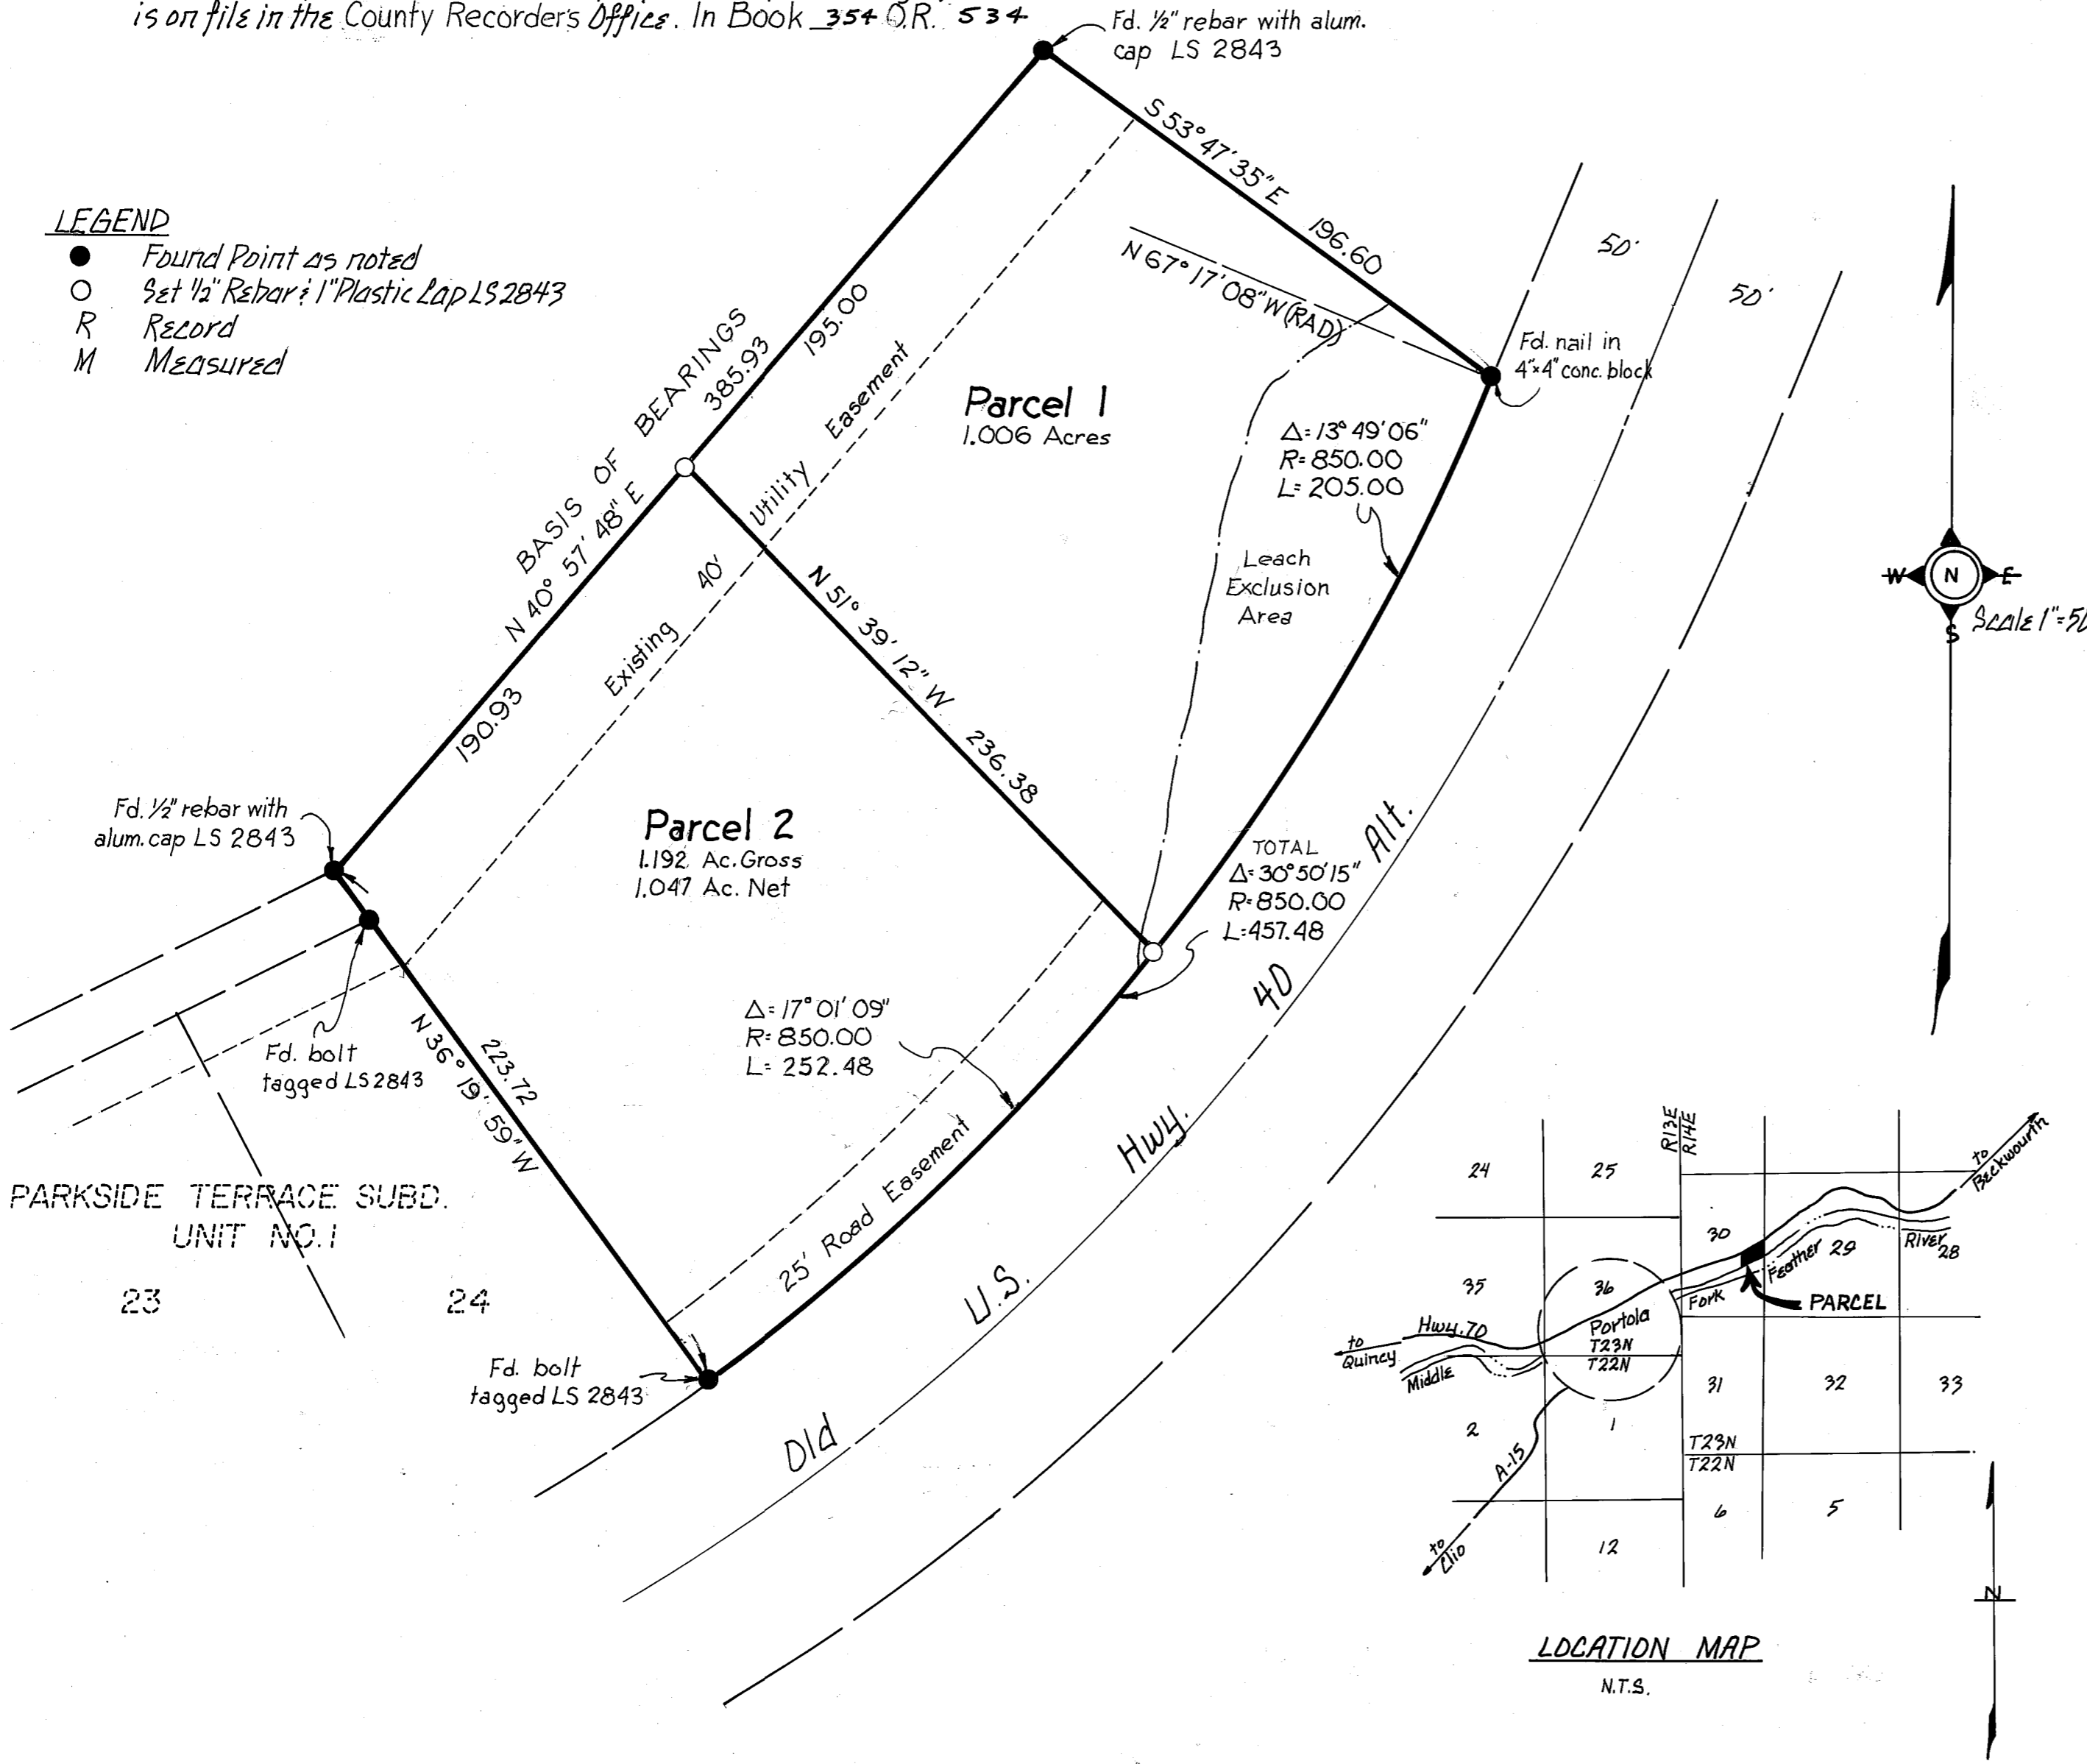 is on file in the County Recorder's Office. In Book 354 O.R. 534
Fd. ½" rebar with alum.
cap LS 2843
LEGEND
Found Point as noted
Set ½" Rebar & 1" Plastic Cap LS2843
R Record
M Measured
S 53° 47' 35" E 196.60
N 67° 17' 08" W (RAD)
50'
50'
Fd. nail in
4"x4" conc. block
BASIS OF BEARINGS
385.93
195.00
N 40° 57' 48" E
190.93
Existing 40' Utility Easement
Parcel 1
1.006 Acres
Δ=13° 49' 06"
R=850.00
L=205.00
Leach
Exclusion
Area
N 51° 39' 12" W 236.38
W N E
S
Scale 1"=50
Fd. ½" rebar with
alum. cap LS 2843
Parcel 2
1.192 Ac. Gross
1.047 Ac. Net
TOTAL
Δ=30° 50' 15"
R=850.00
L=457.48
Δ=17° 01' 09"
R=850.00
L=252.48
Fd. bolt
tagged LS2843
223.72
N 36° 19' 59" W
25' Road Easement
Old U.S. Hwy. 40 Alt.
PARKSIDE TERRACE SUBD.
UNIT NO. 1
23
24
Fd. bolt
tagged LS 2843
R13E
R14E
to
Beckwourth
24
25
30
29
River
28
Feather
35
36
Fork
PARCEL
Portola
Hwy. 70
to
Quincy
T23N
T22N
Middle
31
32
33
2
1
T23N
T22N
A-15
6
5
to
Clio
12
N
LOCATION MAP
N.T.S.